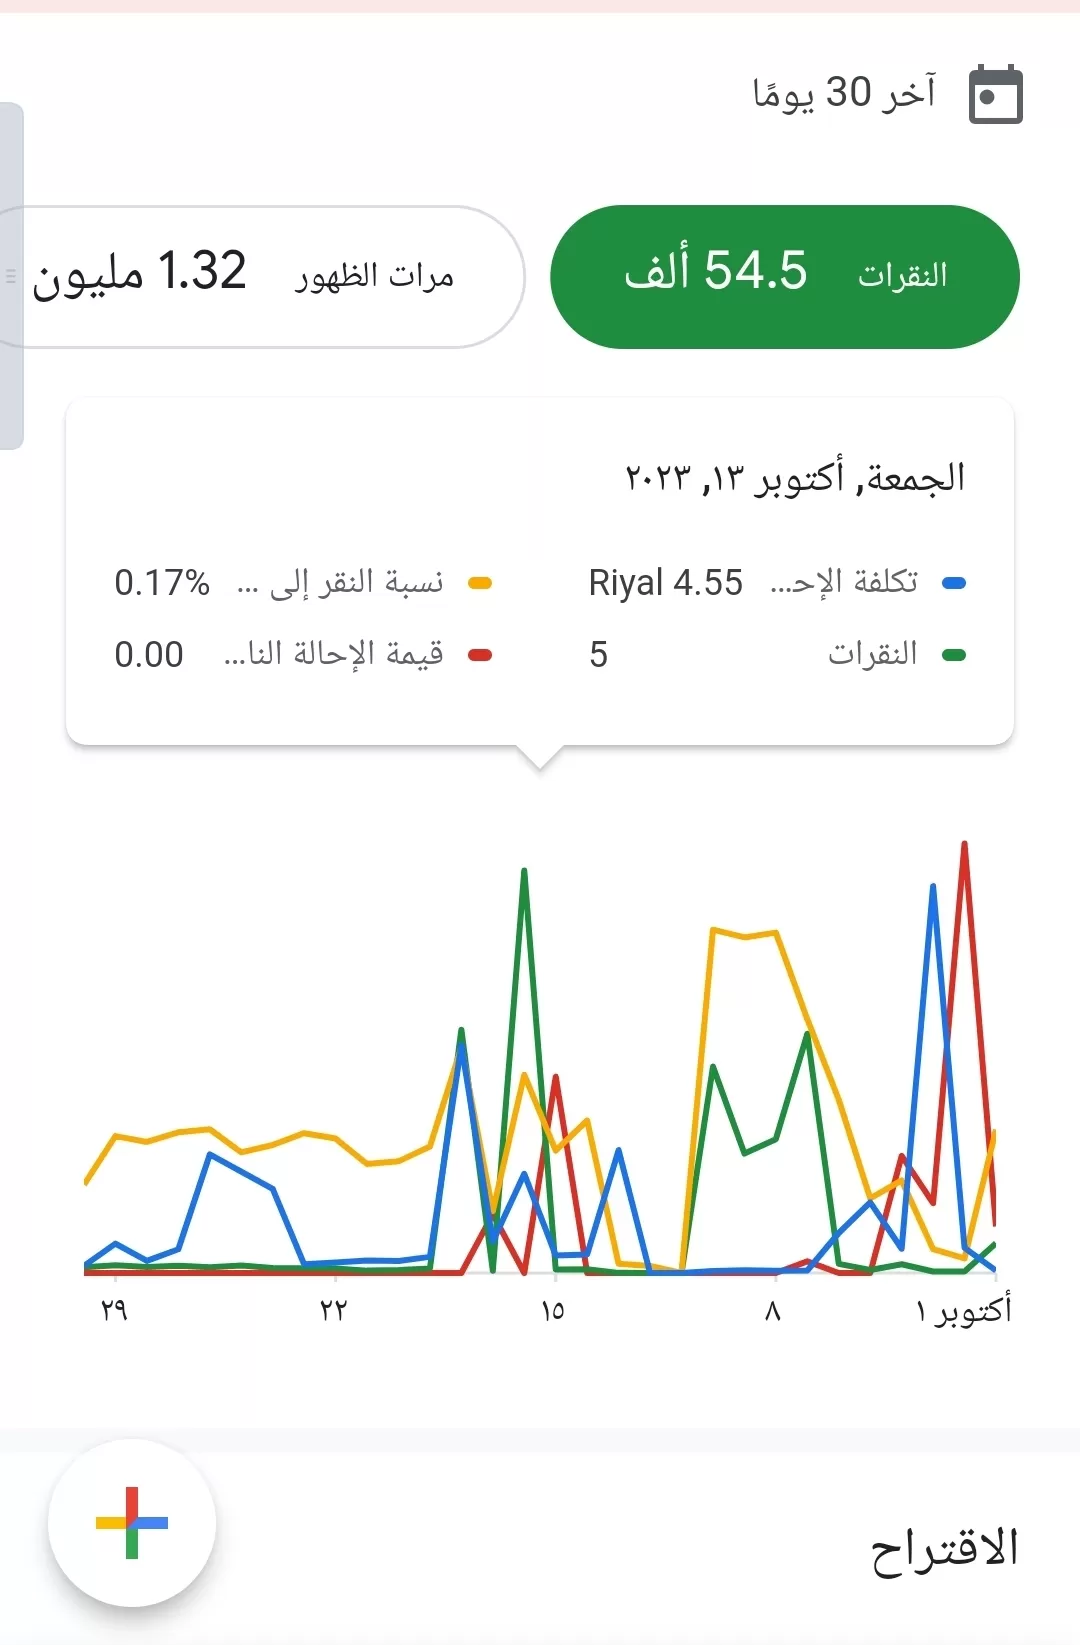 آخر 30 يومًا
النقرات 54.5 ألف
مرات الظهور 1.32 مليون
الجمعة, أكتوبر ١٣, ٢٠٢٣
تكلفة الإحـ... Riyal 4.55
نسبة النقر إلى ... 0.17%
النقرات 5
قيمة الإحالة النا... 0.00
أكتوبر ١ ٨ ١٥ ٢٢ ٢٩
الاقتراح